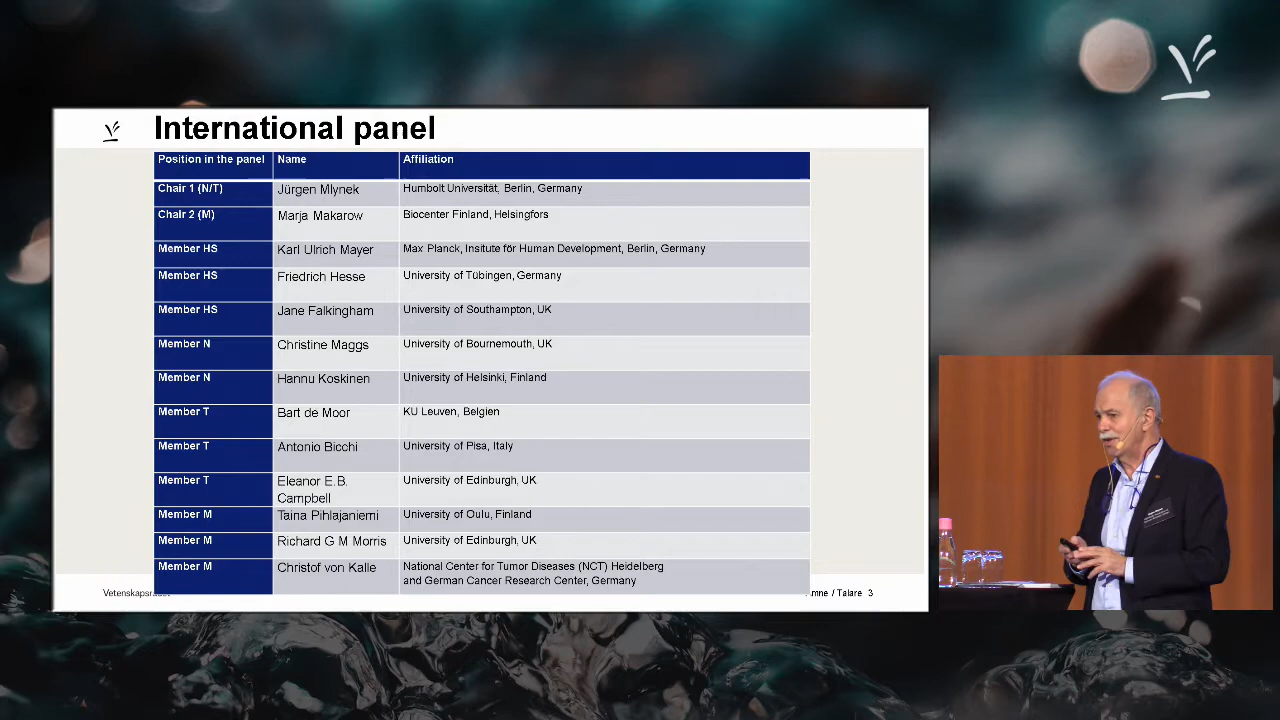 International panel
Position in the panel Name Affiliation
Chair 1 (N/T) Jürgen Mlynek Humbolt Universität, Berlin, Germany
Chair 2 (M) Marja Makarow Biocenter Finland, Helsingfors
Member HS Karl Ulrich Mayer Max Planck, Insitute för Human Development, Berlin, Germany
Member HS Friedrich Hesse University of Tübingen, Germany
Member HS Jane Falkingham University of Southampton, UK
Member N Christine Maggs University of Bournemouth, UK
Member N Hannu Koskinen University of Helsinki, Finland
Member T Bart de Moor KU Leuven, Belgien
Member T Antonio Bicchi University of Pisa, Italy
Member T Eleanor E.B. University of Edinburgh, UK
Campbell
Member M Taina Pihlajaniemi University of Oulu, Finland
Member M Richard G M Morris University of Edinburgh, UK
Member M Christof von Kalle National Center for Tumor Diseases (NCT) Heidelberg
and German Cancer Research Center, Germany
/ Talare 3